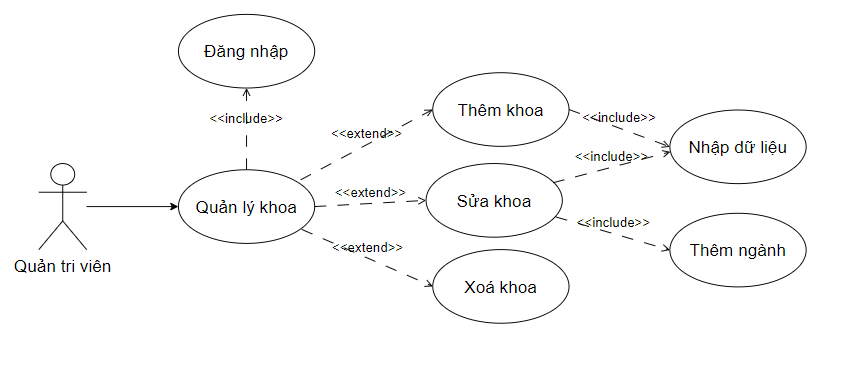 Đăng nhập
<<include>>
Thêm khoa
<<include>>
<<extend>>
Nhập dữ liệu
<<include>>
<<extend>>
Sửa khoa
Quản lý khoa
<<include>>
Thêm ngành
<<extend>>
Quản tri viên
Xoá khoa